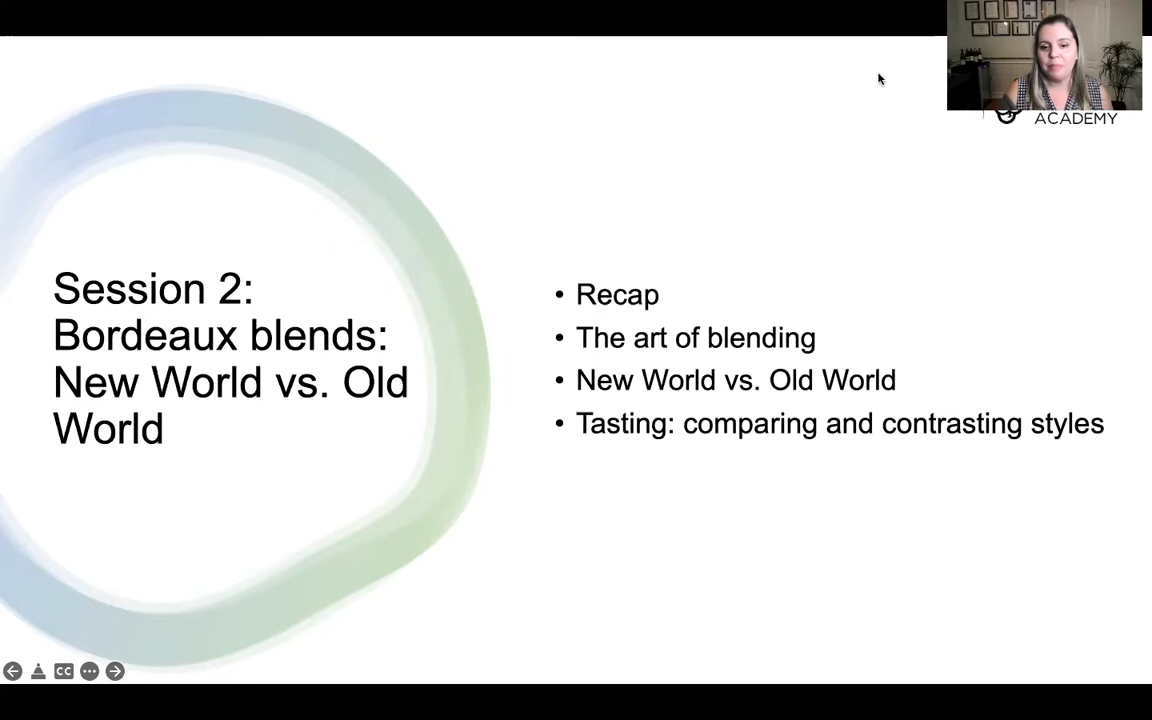 Session 2:
Bordeaux blends:
New World vs. Old
World
• Recap
• The art of blending
• New World vs. Old World
• Tasting: comparing and contrasting styles
ACADEMY
CC